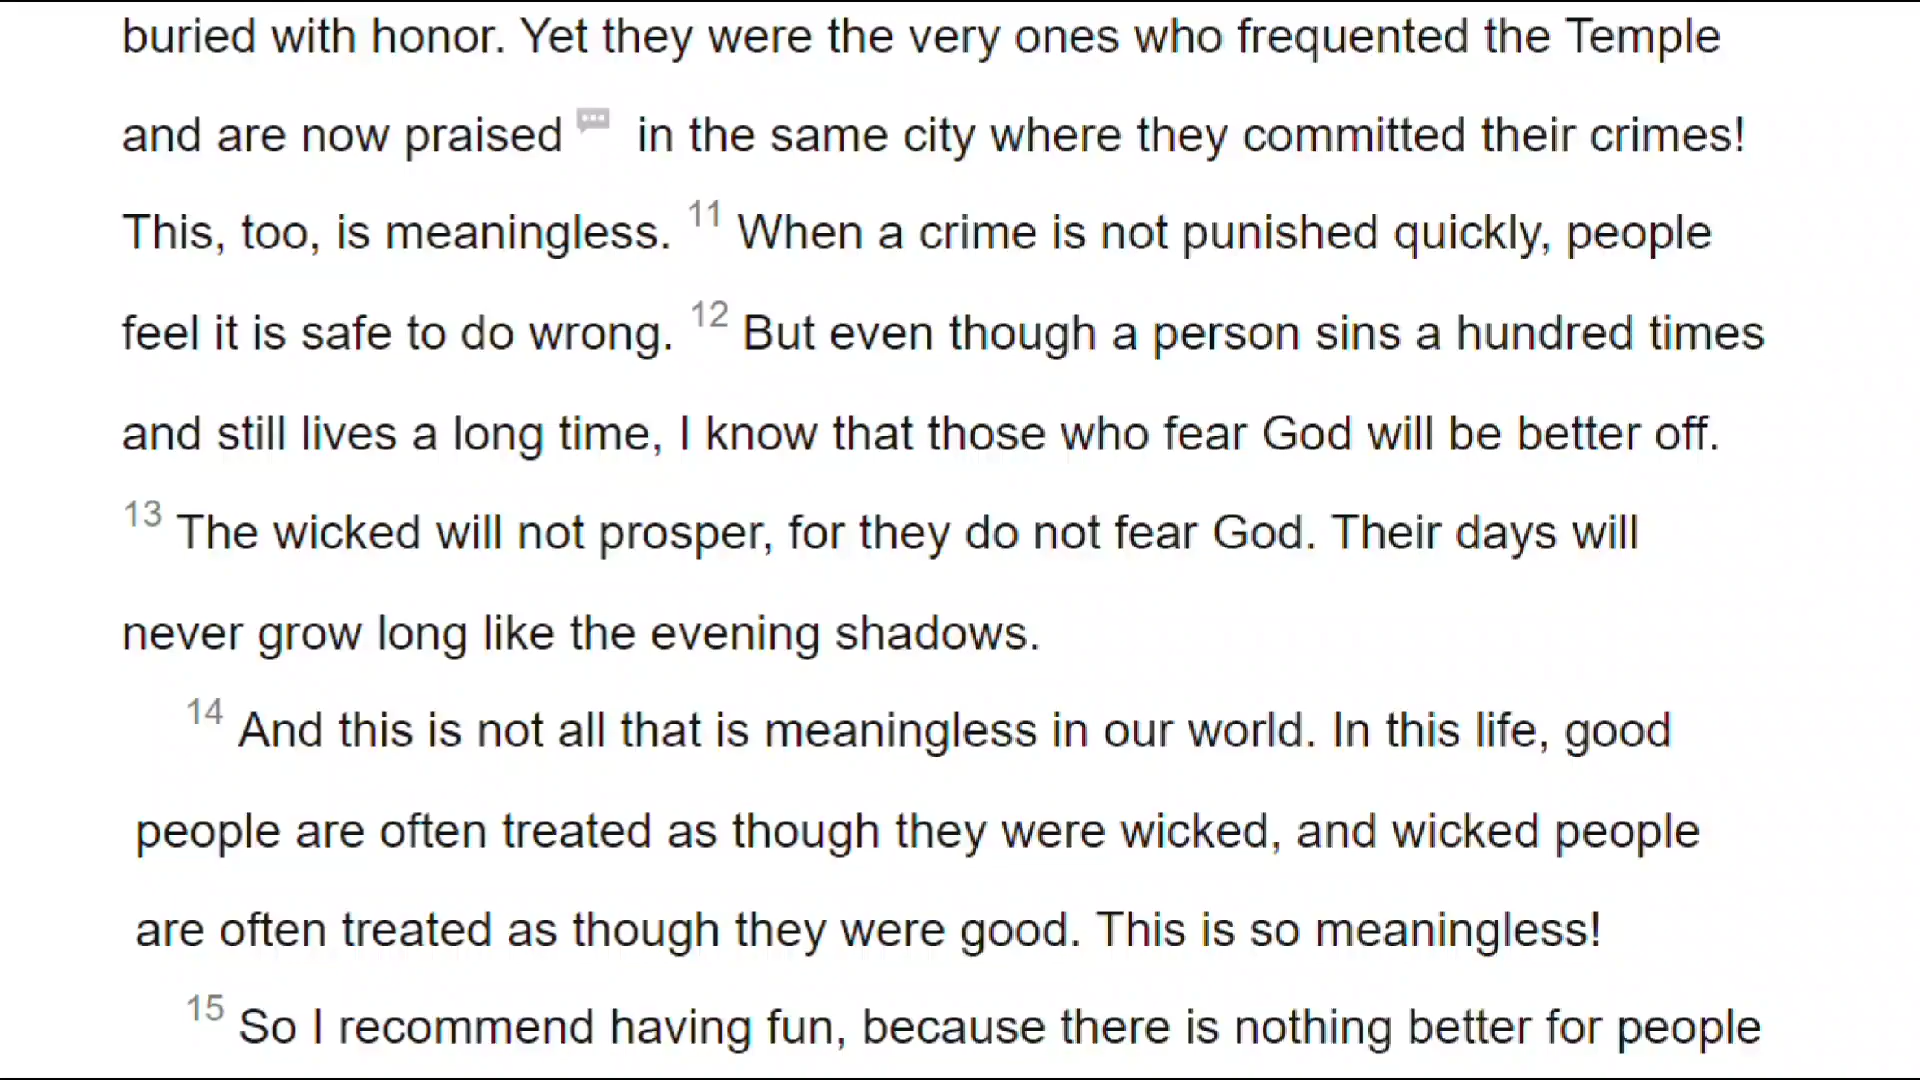 buried with honor. Yet they were the very ones who frequented the Temple
and are now praised in the same city where they committed their crimes!
This, too, is meaningless. 11 When a crime is not punished quickly, people
feel it is safe to do wrong. 12 But even though a person sins a hundred times
and still lives a long time, I know that those who fear God will be better off.
13 The wicked will not prosper, for they do not fear God. Their days will
never grow long like the evening shadows.
14 And this is not all that is meaningless in our world. In this life, good
people are often treated as though they were wicked, and wicked people
are often treated as though they were good. This is so meaningless!
15 So I recommend having fun, because there is nothing better for people